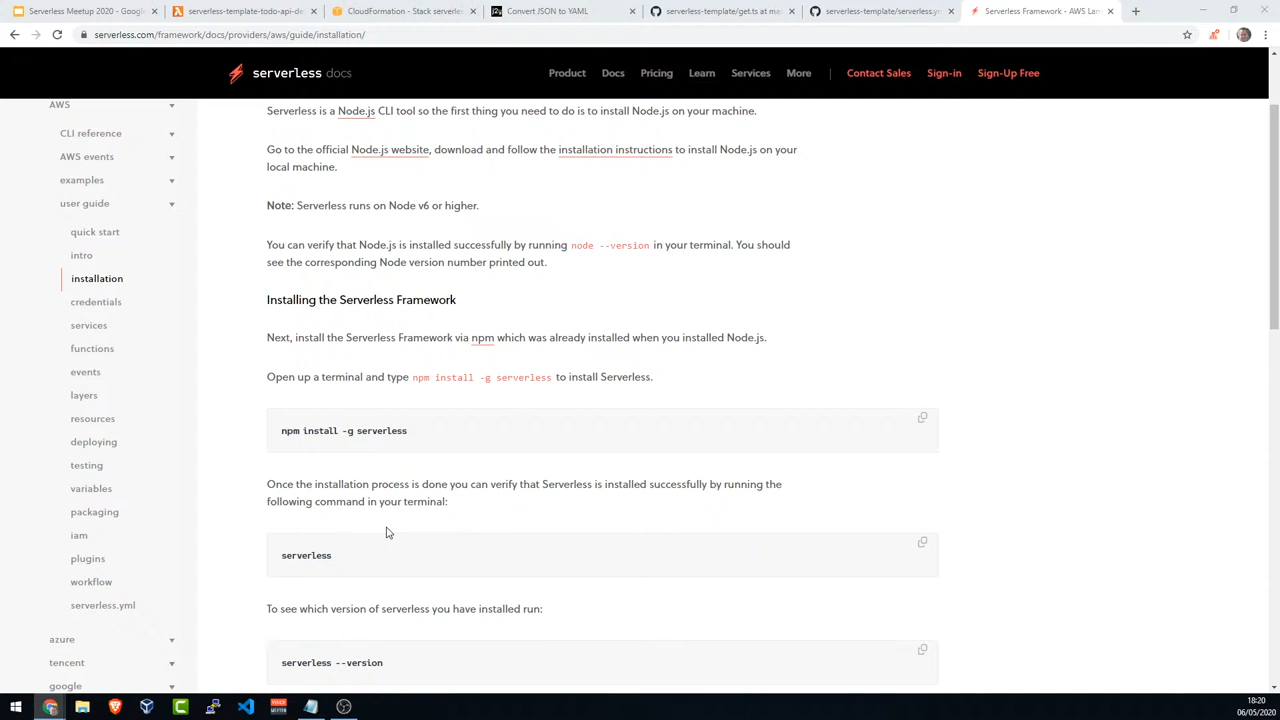 Serverless Meetup 2020 - Google
serverless-template-todo-api-de
CloudFormation - Stack serverles
Convert JSON to YAML
serverless-template/get.ts at mas
serverless-template/serverless.ym
Serverless Framework - AWS Lam
serverless.com/framework/docs/providers/aws/guide/installation/
serverless docs
Product
Docs
Pricing
Learn
Services
More
Contact Sales
Sign-in
Sign-Up Free
AWS
CLI reference
AWS events
examples
user guide
quick start
intro
installation
credentials
services
functions
events
layers
resources
deploying
testing
variables
packaging
iam
plugins
workflow
serverless.yml
azure
tencent
google
Serverless is a Node.js CLI tool so the first thing you need to do is to install Node.js on your machine.
Go to the official Node.js website, download and follow the installation instructions to install Node.js on your
local machine.
Note: Serverless runs on Node v6 or higher.
You can verify that Node.js is installed successfully by running node --version in your terminal. You should
see the corresponding Node version number printed out.
Installing the Serverless Framework
Next, install the Serverless Framework via npm which was already installed when you installed Node.js.
Open up a terminal and type npm install -g serverless to install Serverless.
npm install -g serverless
Once the installation process is done you can verify that Serverless is installed successfully by running the
following command in your terminal:
serverless
To see which version of serverless you have installed run:
serverless --version
18:20
06/05/2020